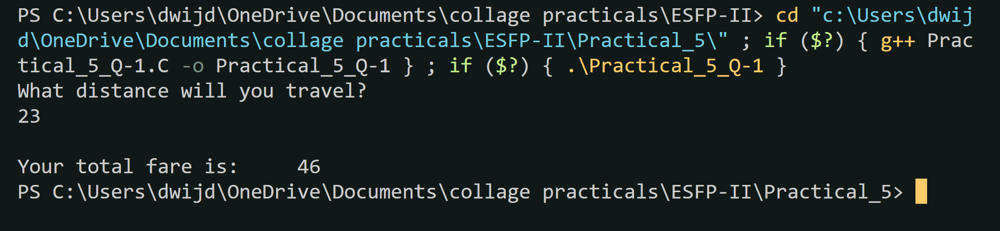 PS C:\Users\dwijd\OneDrive\Documents\collage practicals\ESFP-II> cd "c:\Users\dwij
d\OneDrive\Documents\collage practicals\ESFP-II\Practical_5\" ; if ($?) { g++ Prac
tical_5_Q-1.C -o Practical_5_Q-1 } ; if ($?) { .\Practical_5_Q-1 }
What distance will you travel?
23
Your total fare is:     46
PS C:\Users\dwijd\OneDrive\Documents\collage practicals\ESFP-II\Practical_5>